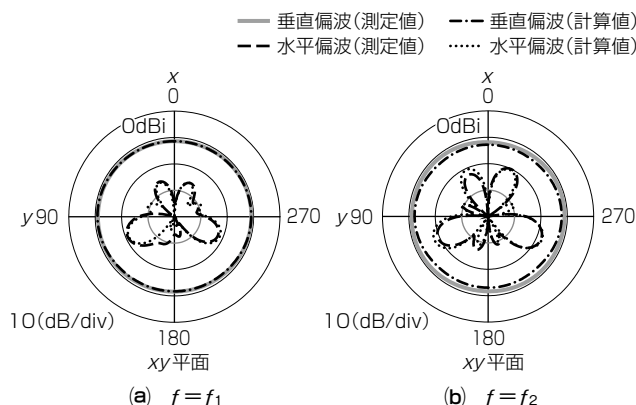 垂直偏波(測定値) 垂直偏波(計算値)
水平偏波(測定値) 水平偏波(計算値)
x
0
0dBi
y 90
270
10(dB/div)
180
xy平面
(a) f=f₁
x
0
0dBi
y 90
270
10(dB/div)
180
xy平面
(b) f=f₂